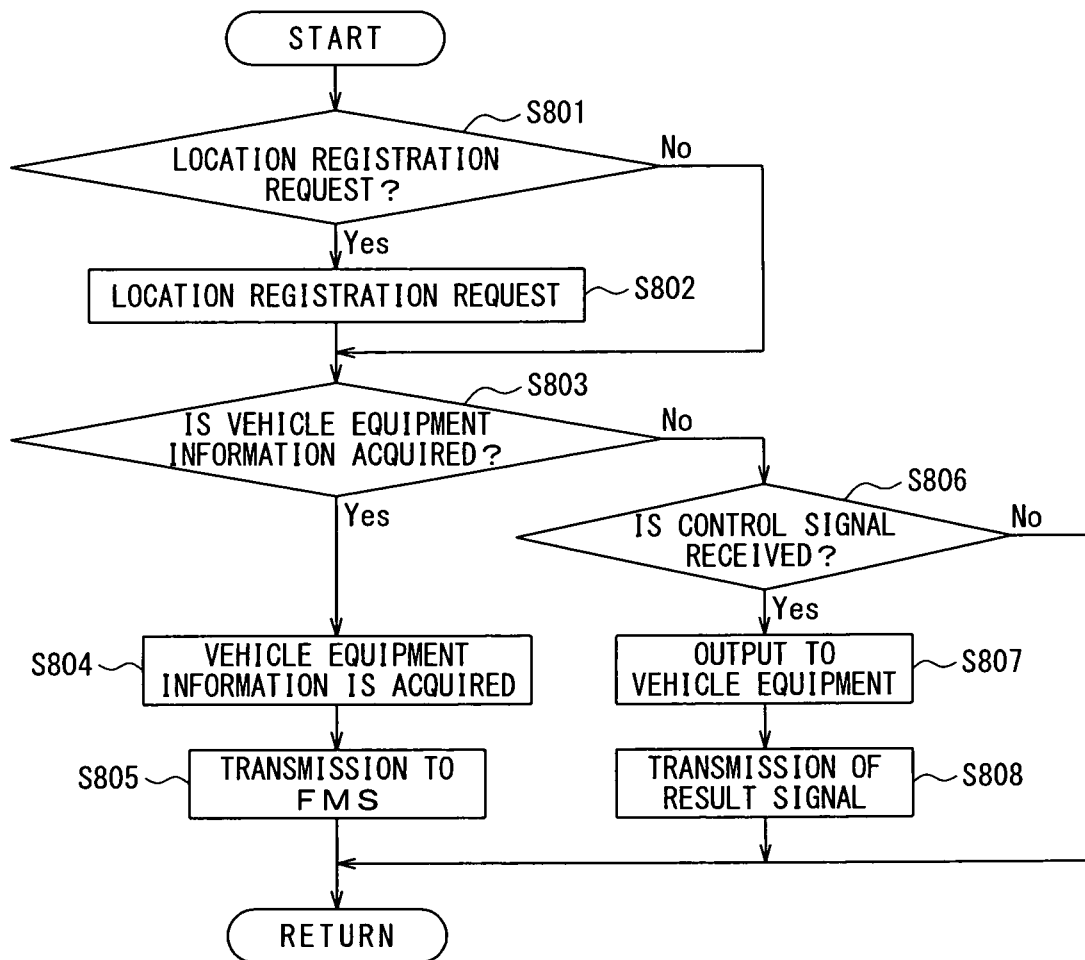 START
S801
LOCATION REGISTRATION
REQUEST?
No
Yes
LOCATION REGISTRATION REQUEST
S802
S803
IS VEHICLE EQUIPMENT
INFORMATION ACQUIRED?
No
Yes
S806
IS CONTROL SIGNAL
RECEIVED?
No
Yes
S804
VEHICLE EQUIPMENT
INFORMATION IS ACQUIRED
OUTPUT TO
VEHICLE EQUIPMENT
S807
S805
TRANSMISSION TO
FMS
TRANSMISSION OF
RESULT SIGNAL
S808
RETURN